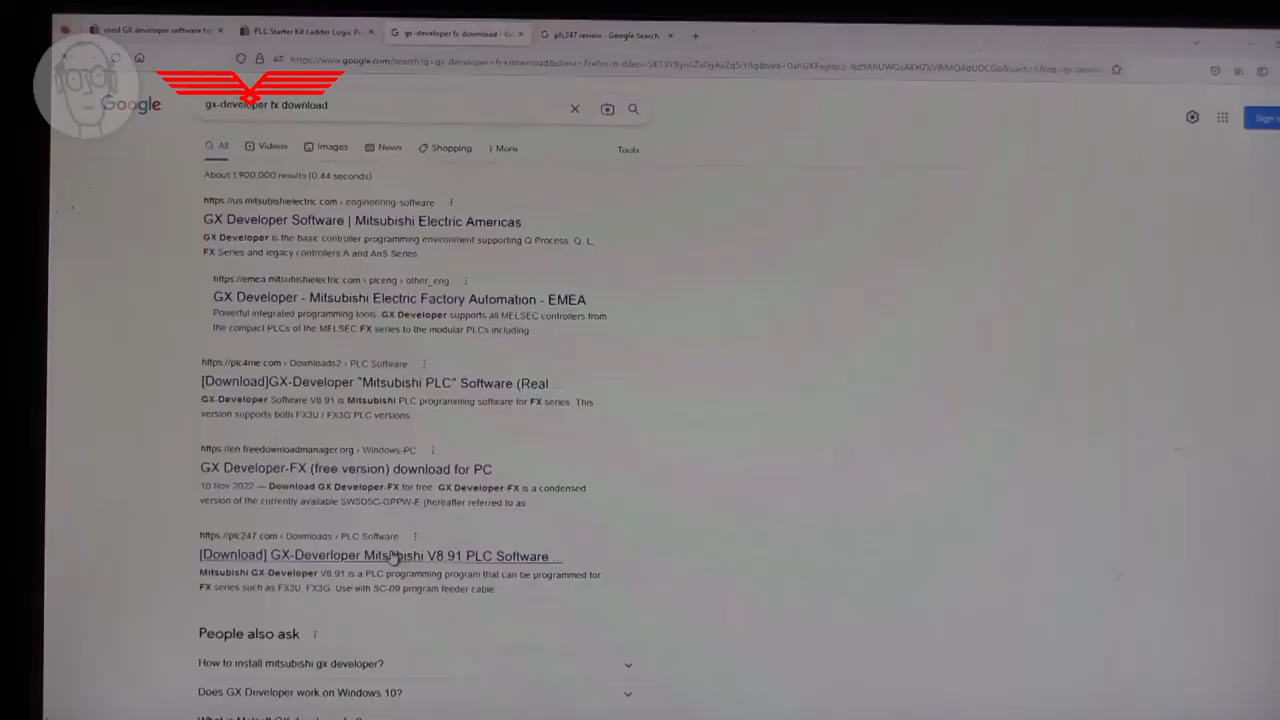 used GX developer software fo
PLC Starter Kit Ladder Logic Pr
gx-developer fx download - Go
plc247 review - Google Search
Google
gx-developer fx download
Sign
All
Videos
Images
News
Shopping
More
Tools
About 1,900,000 results (0.44 seconds)
https://us.mitsubishielectric.com › engineering-software
GX Developer Software | Mitsubishi Electric Americas
GX Developer is the basic controller programming environment supporting Q Process, Q, L,
FX Series and legacy controllers A and AnS Series.
https://emea.mitsubishielectric.com › plceng › other_eng
GX Developer - Mitsubishi Electric Factory Automation - EMEA
Powerful integrated programming tools. GX Developer supports all MELSEC controllers from
the compact PLCs of the MELSEC FX series to the modular PLCs including
https://plc4me.com › Downloads2 › PLC Software
[Download]GX-Developer "Mitsubishi PLC" Software (Real ...
GX-Developer Software V8.91 is Mitsubishi PLC programming software for FX series. This
version supports both FX3U / FX3G PLC versions.
https://en.freedownloadmanager.org › Windows-PC
GX Developer-FX (free version) download for PC
10 Nov 2022 — Download GX Developer-FX for free. GX Developer-FX is a condensed
version of the currently available SW5D5C-GPPW-E (hereafter referred to as
https://plc247.com › Downloads › PLC Software
[Download] GX-Deverloper Mitsubishi V8.91 PLC Software ...
Mitsubishi GX-Developer V8.91 is a PLC programming program that can be programmed for
FX series such as FX3U, FX3G. Use with SC-09 program feeder cable.
People also ask
How to install mitsubishi gx developer?
Does GX Developer work on Windows 10?